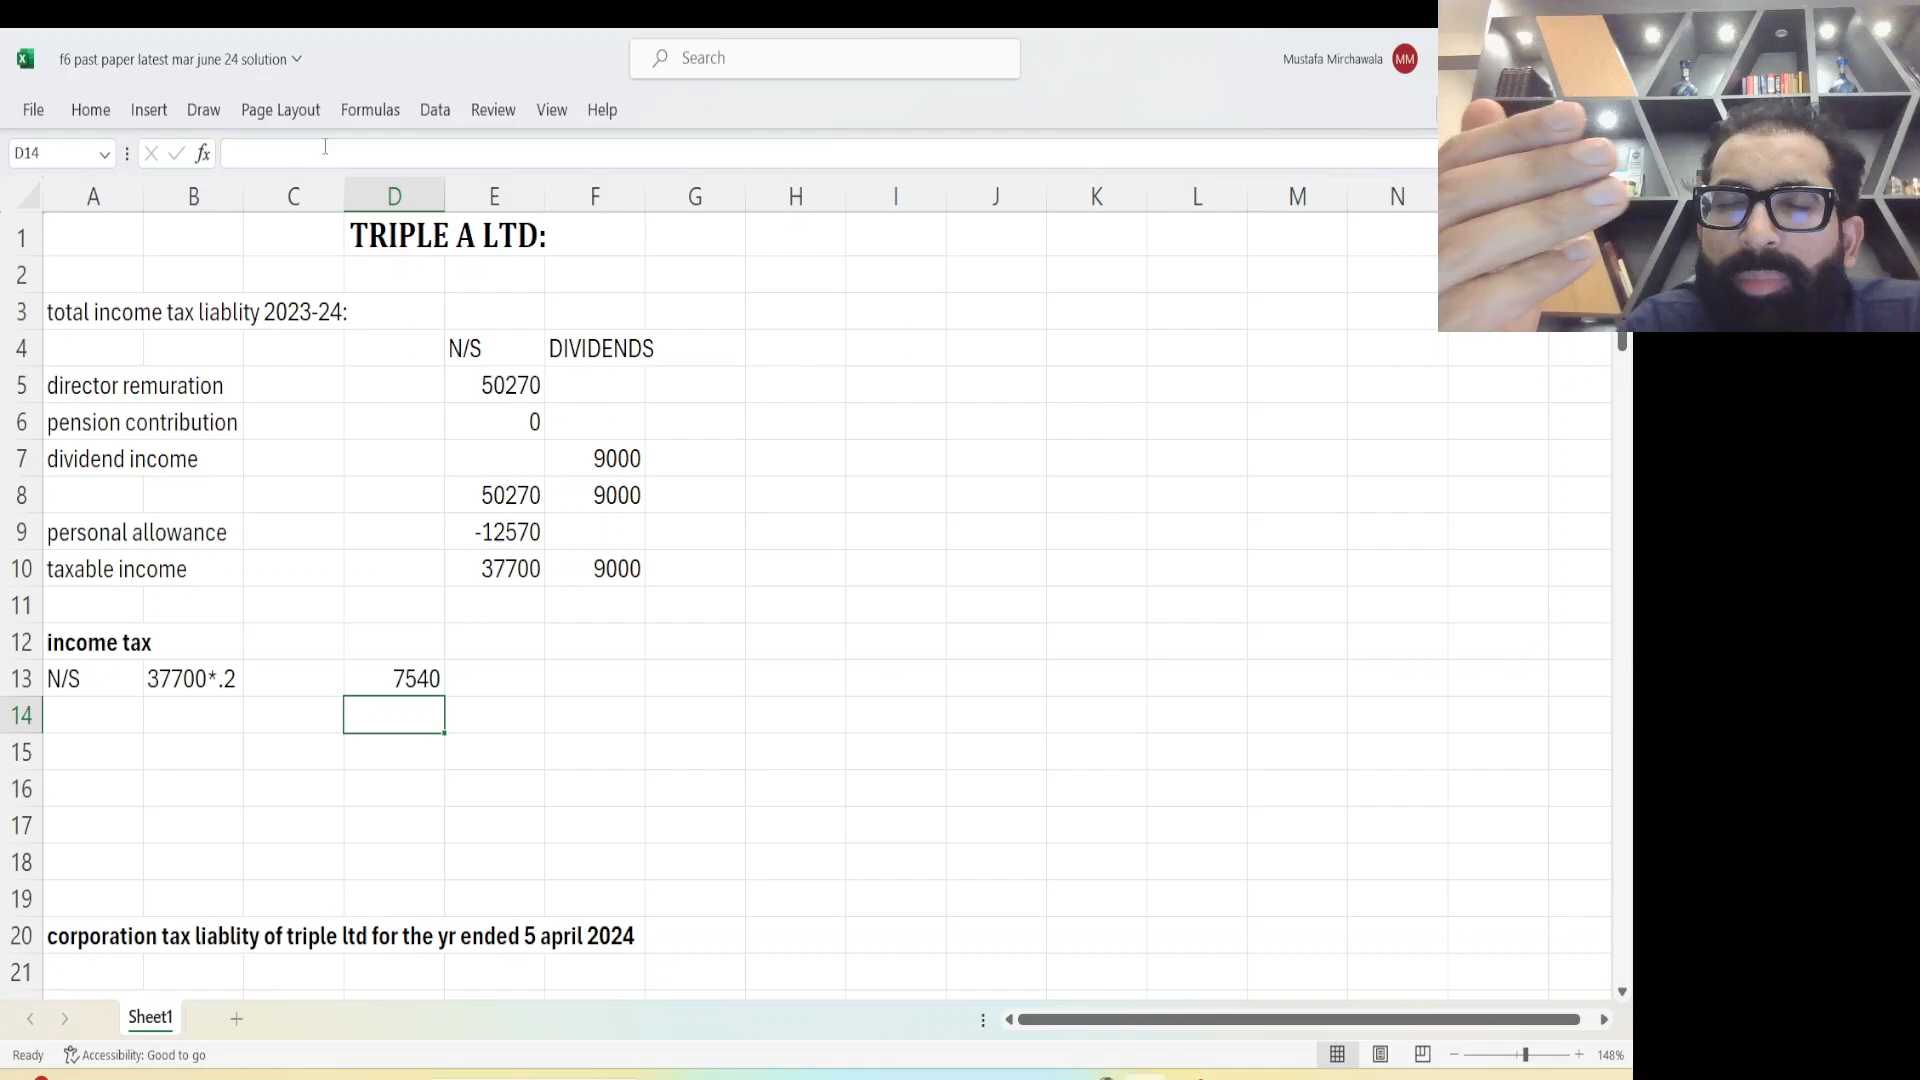 f6 past paper latest mar june 24 solution
Search
Mustafa Mirchawala MM
File Home Insert Draw Page Layout Formulas Data Review View Help
D14 fx
A B C D E F G H I J K L M N
1 TRIPLE A LTD:
2
3 total income tax liablity 2023-24:
4 N/S DIVIDENDS
5 director remuration 50270
6 pension contribution 0
7 dividend income 9000
8 50270 9000
9 personal allowance -12570
10 taxable income 37700 9000
11
12 income tax
13 N/S 37700*.2 7540
14
15
16
17
18
19
20 corporation tax liablity of triple ltd for the yr ended 5 april 2024
21
Sheet1
Ready Accessibility: Good to go 148%